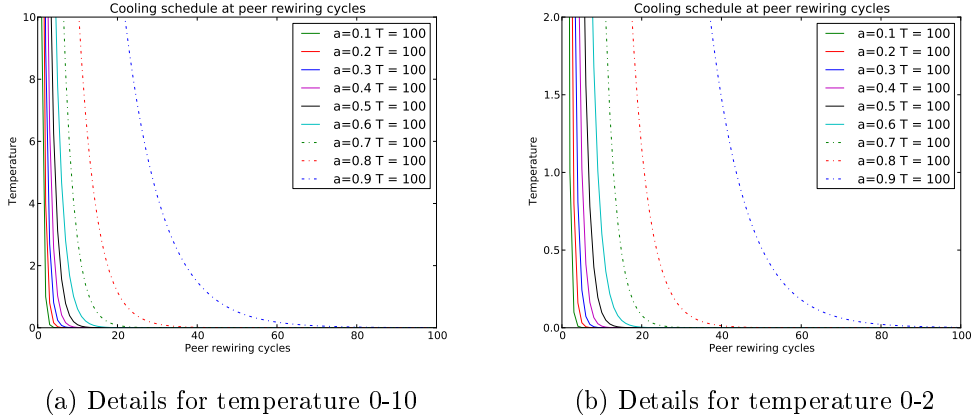 Cooling schedule at peer rewiring cycles
10
8
6
4
2
0
Temperature
0
20
40
60
80
100
Peer rewiring cycles
a=0.1 T = 100
a=0.2 T = 100
a=0.3 T = 100
a=0.4 T = 100
a=0.5 T = 100
a=0.6 T = 100
a=0.7 T = 100
a=0.8 T = 100
a=0.9 T = 100
(a) Details for temperature 0-10
Cooling schedule at peer rewiring cycles
2.0
1.5
1.0
0.5
0.0
Temperature
0
20
40
60
80
100
Peer rewiring cycles
a=0.1 T = 100
a=0.2 T = 100
a=0.3 T = 100
a=0.4 T = 100
a=0.5 T = 100
a=0.6 T = 100
a=0.7 T = 100
a=0.8 T = 100
a=0.9 T = 100
(b) Details for temperature 0-2